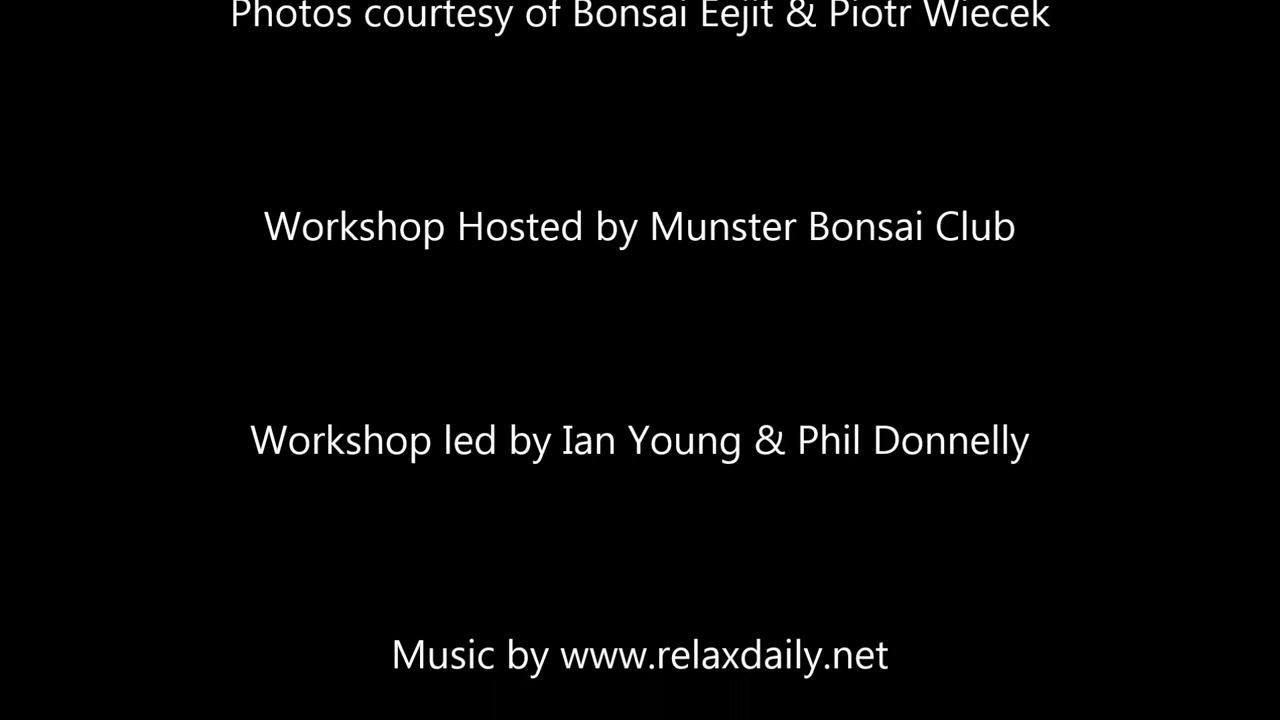 Photos courtesy of Bonsai Eejit & Piotr Wiecek
Workshop Hosted by Munster Bonsai Club
Workshop led by Ian Young & Phil Donnelly
Music by www.relaxdaily.net